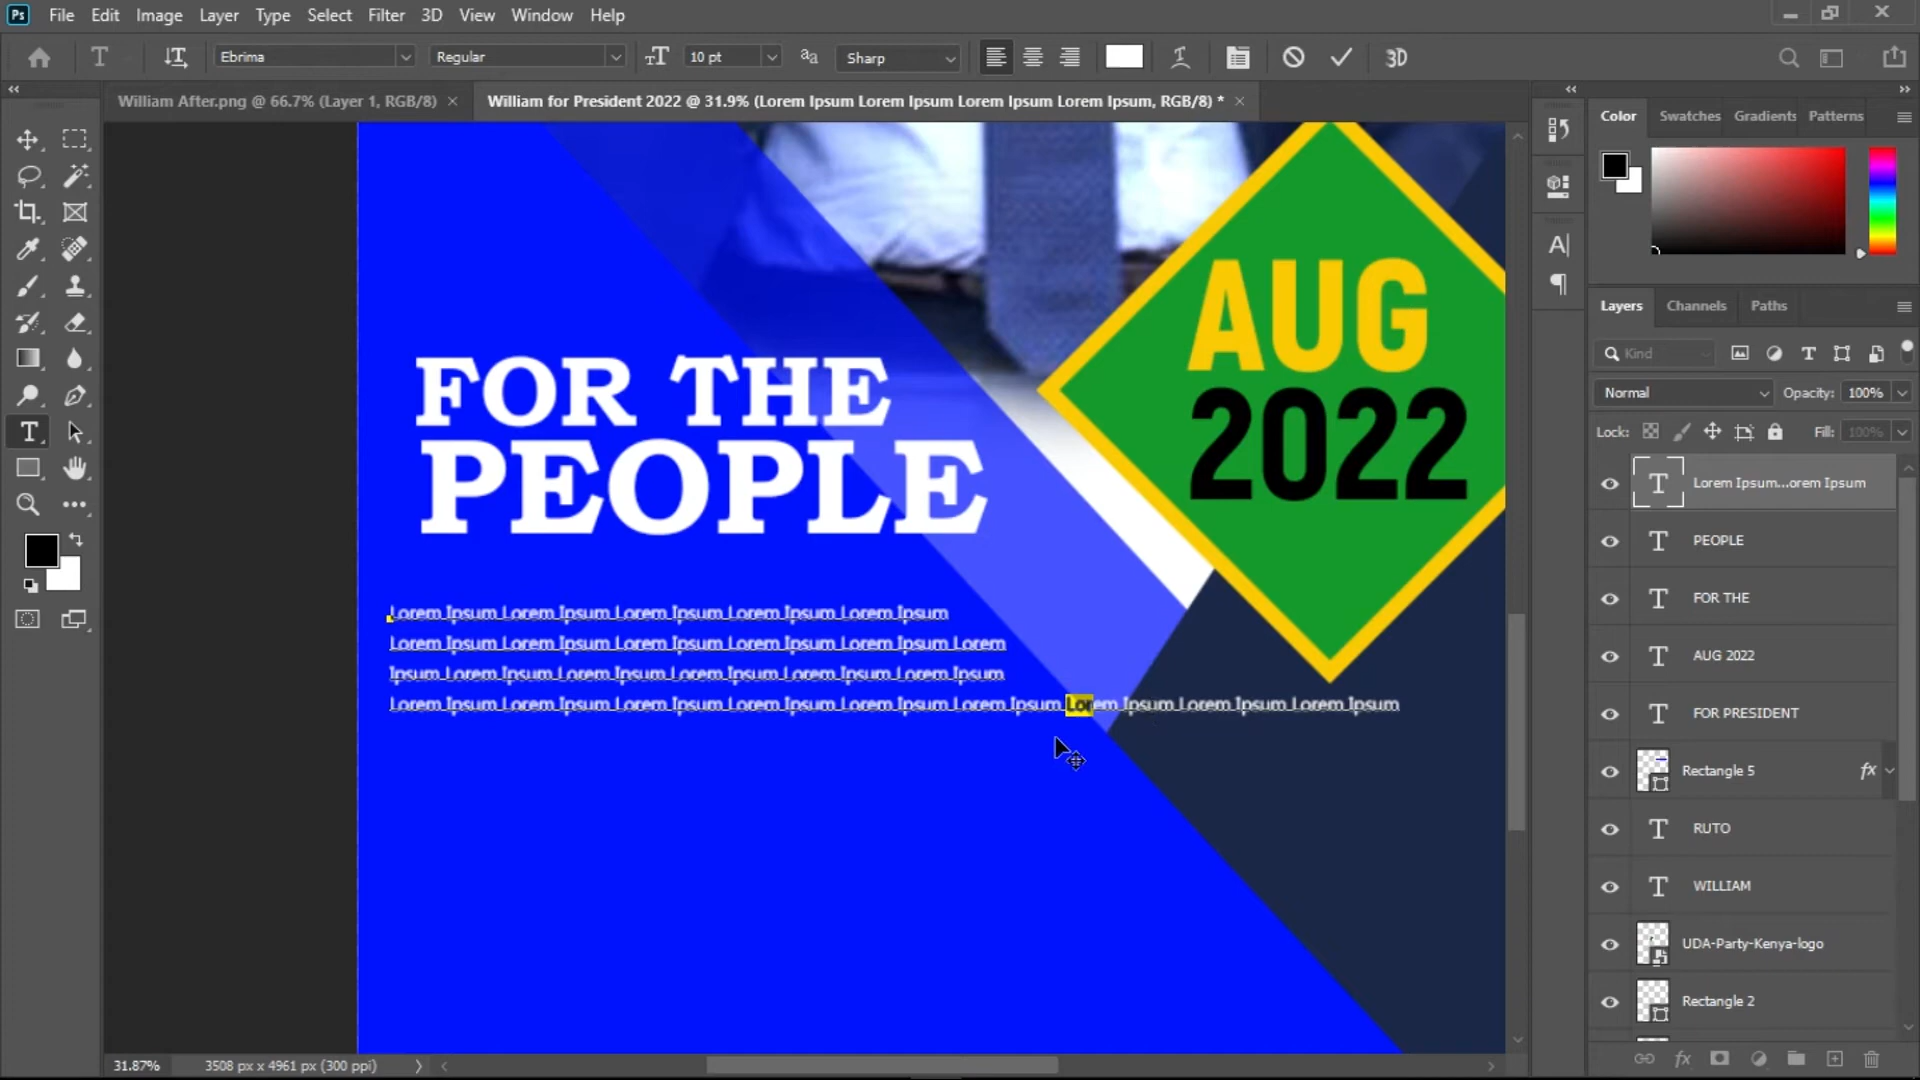 Ps File Edit Image Layer Type Select Filter 3D View Window Help
T Ebrima Regular 10 pt aa Sharp 3D
William After.png @ 66.7% (Layer 1, RGB/8) × William for President 2022 @ 31.9% (Lorem Ipsum Lorem Ipsum Lorem Ipsum Lorem Ipsum, RGB/8) * ×
AUG
2022
FOR THE
PEOPLE
Lorem Ipsum Lorem Ipsum Lorem Ipsum Lorem Ipsum Lorem Ipsum
Lorem Ipsum Lorem Ipsum Lorem Ipsum Lorem Ipsum Lorem Ipsum Lorem
Ipsum Lorem Ipsum Lorem Ipsum Lorem Ipsum Lorem Ipsum Lorem Ipsum
Lorem Ipsum Lorem Ipsum Lorem Ipsum Lorem Ipsum Lorem Ipsum Lorem Ipsum Lorem Ipsum Lorem Ipsum Lorem Ipsum
31.87% 3508 px x 4961 px (300 ppi)
Color Swatches Gradients Patterns
Layers Channels Paths
Kind
Normal Opacity: 100%
Lock: Fill: 100%
Lorem Ipsum...orem Ipsum
PEOPLE
FOR THE
AUG 2022
FOR PRESIDENT
Rectangle 5 fx
RUTO
WILLIAM
UDA-Party-Kenya-logo
Rectangle 2
fx